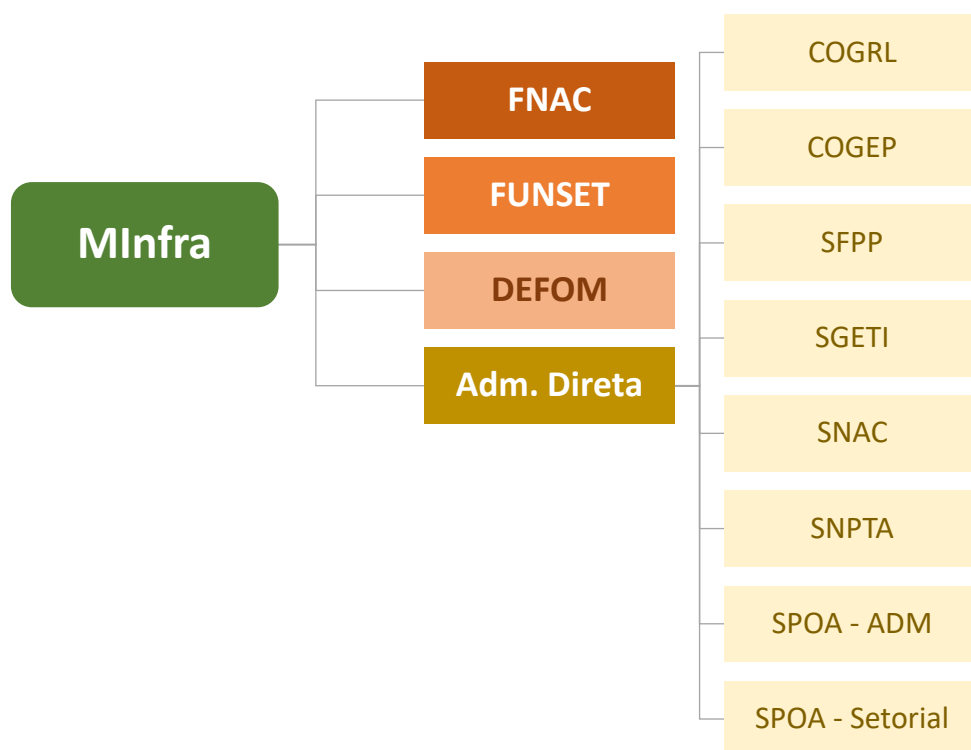 MInfra
FNAC
FUNSET
DEFOM
Adm. Direta
COGRL
COGEP
SFPP
SGETI
SNAC
SNPTA
SPOA - ADM
SPOA - Setorial